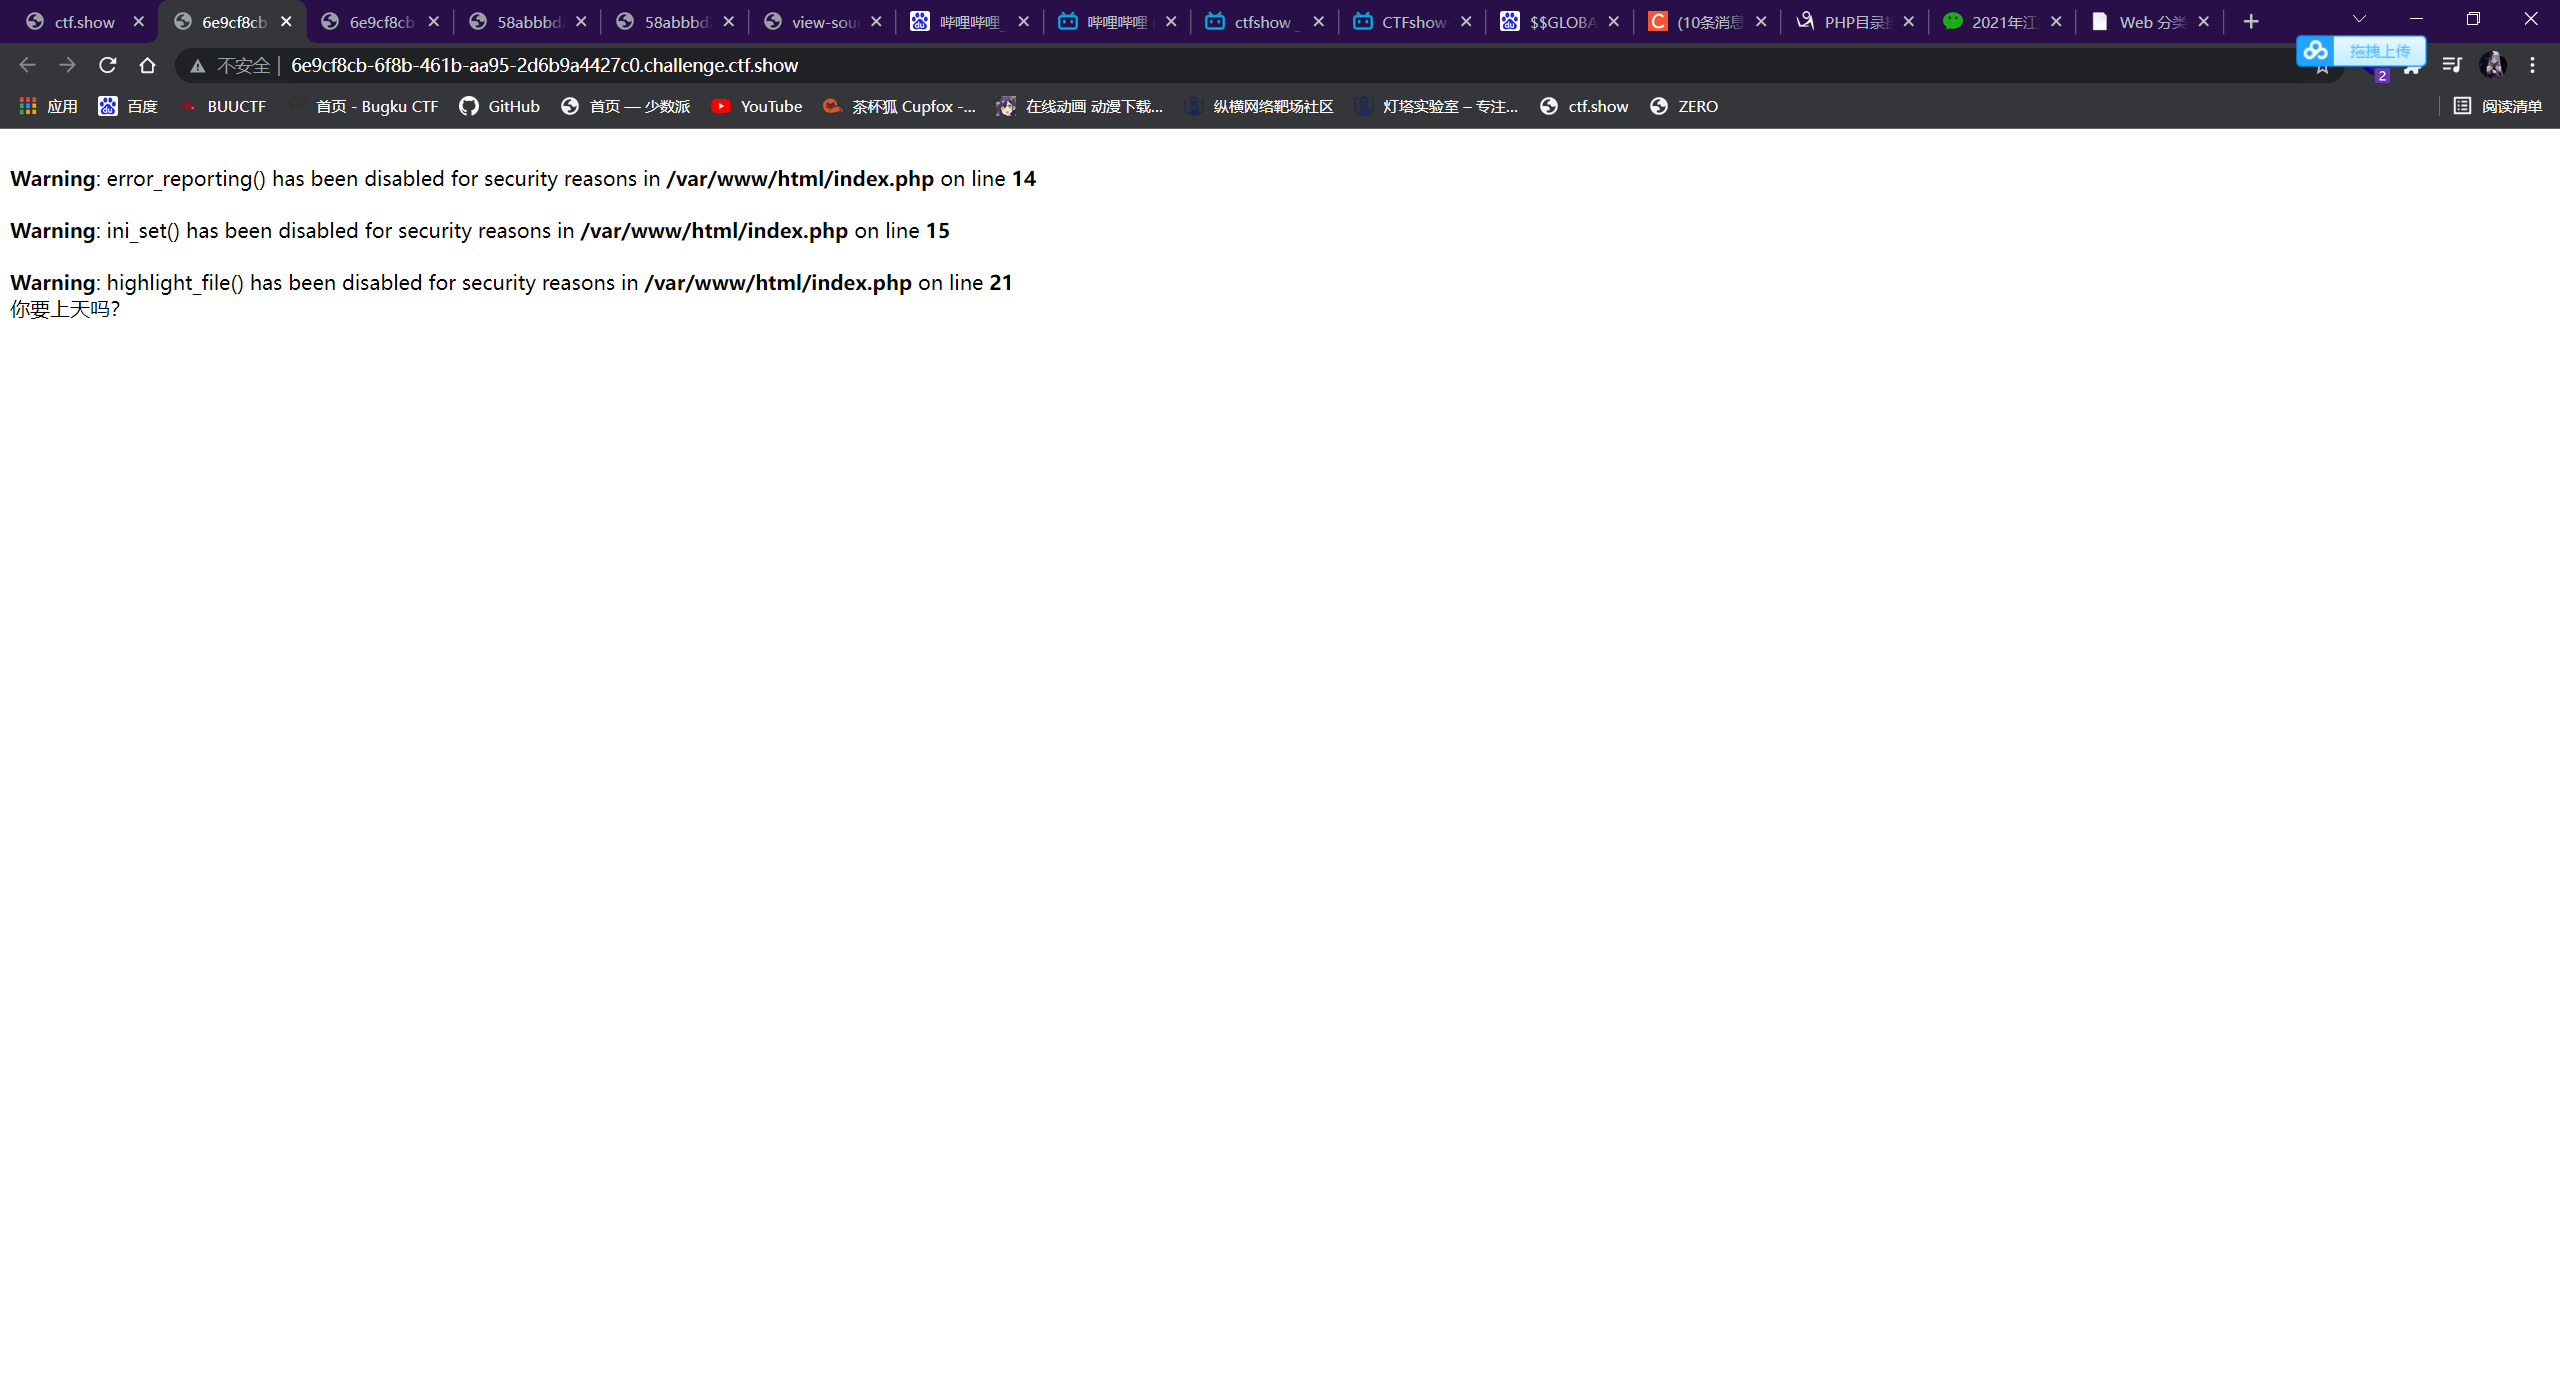 ctf.show
6e9cf8cb
6e9cf8cb
58abbbd
58abbbd
view-sou
哔哩哔哩_
哔哩哔哩 (
ctfshow _
CTFshow-
$$GLOBA
(10条消息
PHP目录
2021年江
Web 分类
不安全 | 6e9cf8cb-6f8b-461b-aa95-2d6b9a4427c0.challenge.ctf.show
拖拽上传
2
应用 百度 BUUCTF 首页 - Bugku CTF GitHub 首页 — 少数派 YouTube 茶杯狐 Cupfox -... 在线动画 动漫下载... 纵横网络靶场社区 灯塔实验室 – 专注... ctf.show ZERO 阅读清单
Warning: error_reporting() has been disabled for security reasons in /var/www/html/index.php on line 14
Warning: ini_set() has been disabled for security reasons in /var/www/html/index.php on line 15
Warning: highlight_file() has been disabled for security reasons in /var/www/html/index.php on line 21
你要上天吗?